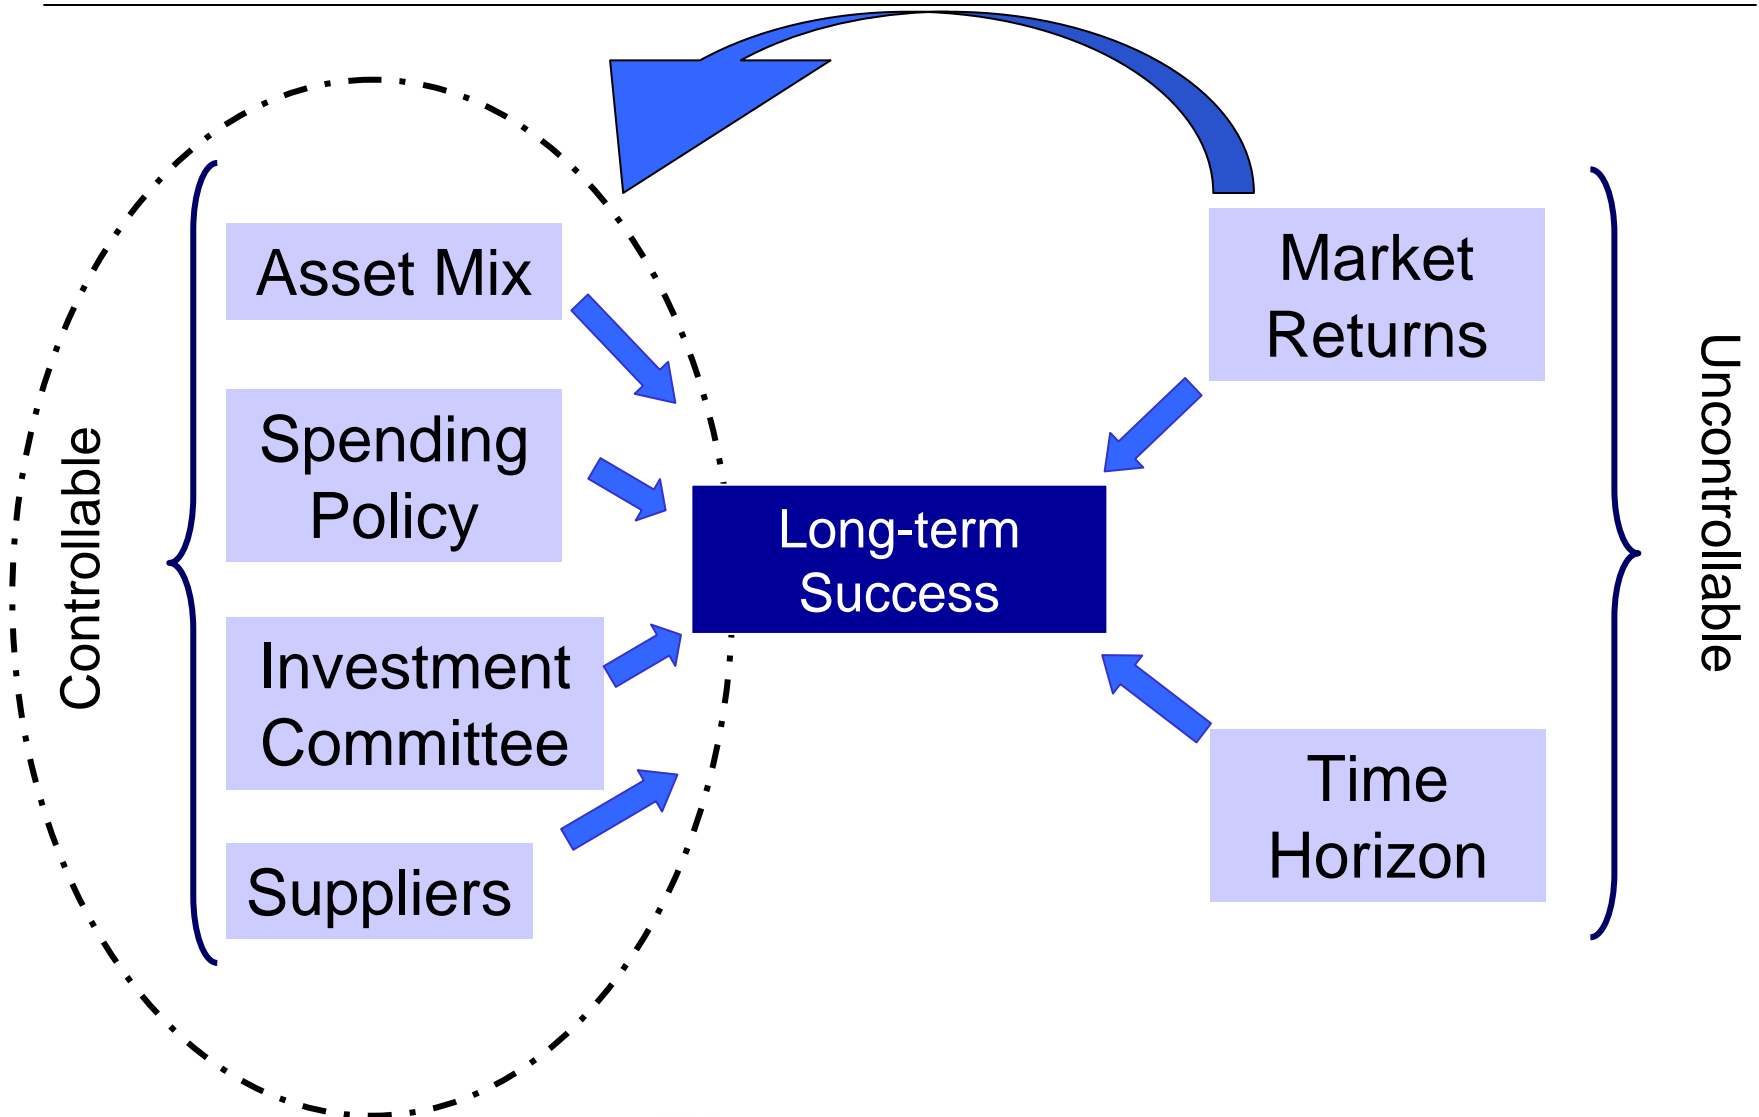 Controllable
Asset Mix
Spending
Policy
Investment
Committee
Suppliers
Long-term
Success
Market
Returns
Time
Horizon
Uncontrollable